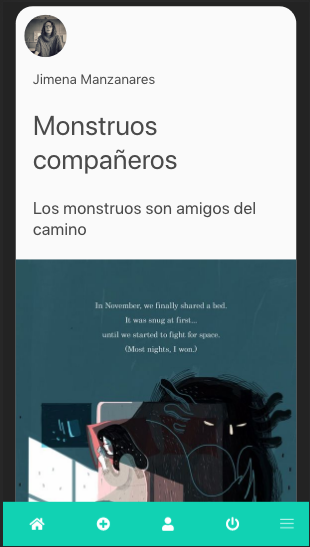 Jimena Manzanares
Monstruos
compañeros
Los monstruos son amigos del
camino
In November, we finally shared a bed.
It was snug at first...
until we started to fight for space.
(Most nights, I won.)